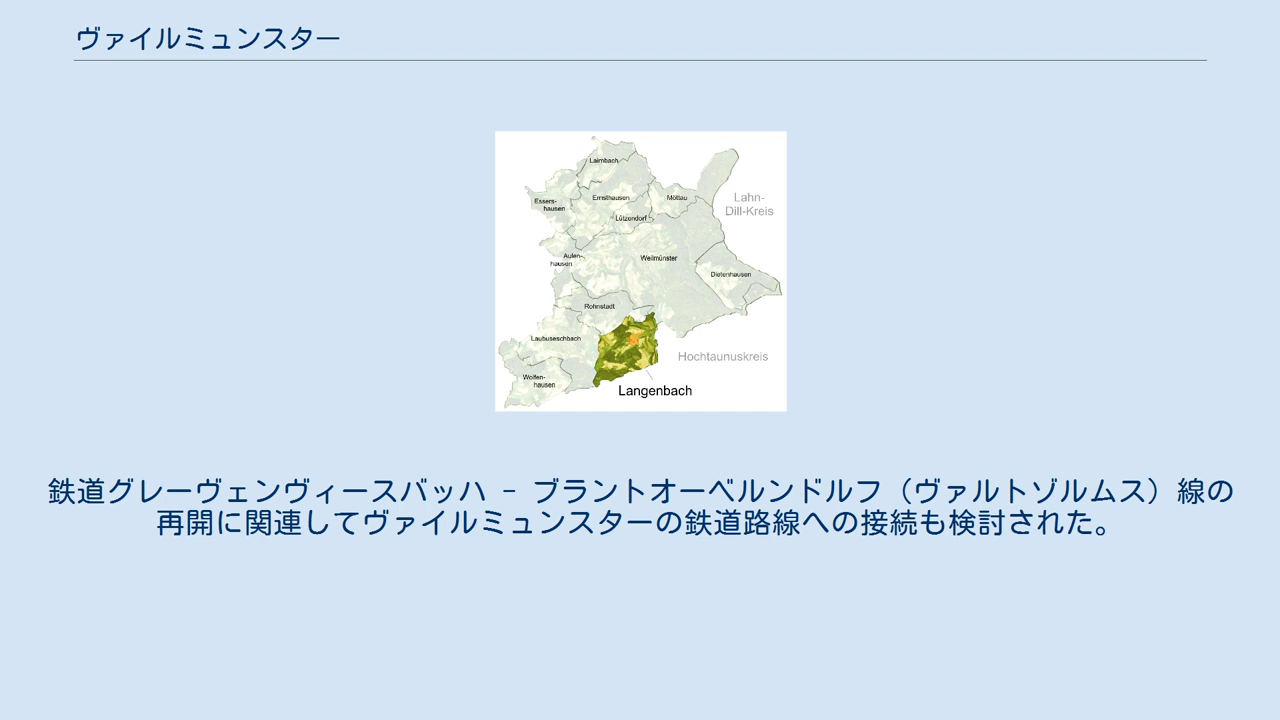 ヴァイルミュンスター
Laimbach
Essers-
hausen
Ernsthausen
Möttau
Lahn-
Dill-Kreis
Lützendorf
Aulen-
hausen
Weilmünster
Dietenhausen
Rohnstadt
Laubuseschbach
Hochtaunuskreis
Wolfen-
hausen
Langenbach
鉄道グレーヴェンヴィースバッハ - ブラントオーベルンドルフ（ヴァルトゾルムス）線の
再開に関連してヴァイルミュンスターの鉄道路線への接続も検討された。